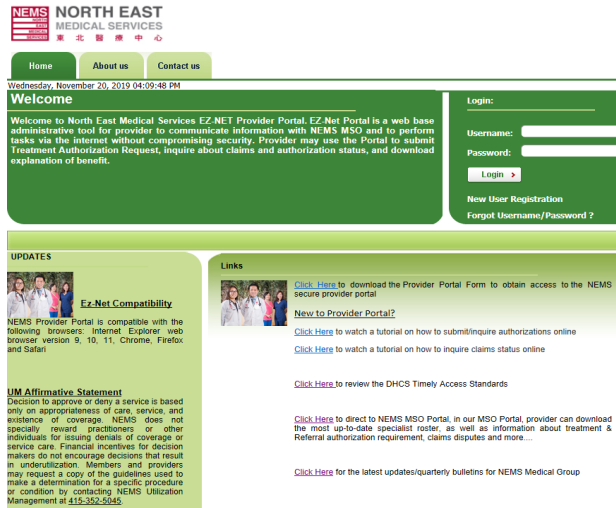 NEMS NORTH EAST
NORTH EAST MEDICAL SERVICES MEDICAL SERVICES
東 北 醫 療 中 心
Home About us Contact us
Wednesday, November 20, 2019 04:09:48 PM
Welcome
Welcome to North East Medical Services EZ-NET Provider Portal. EZ-Net Portal is a web base
administrative tool for provider to communicate information with NEMS MSO and to perform
tasks via the internet without compromising security. Provider may use the Portal to submit
Treatment Authorization Request, inquire about claims and authorization status, and download
explanation of benefit.
Login:
Username:
Password:
Login >
New User Registration
Forgot Username/Password ?
UPDATES
Ez-Net Compatibility
NEMS Provider Portal is compatible with the
following browsers: Internet Explorer web
browser version 9, 10, 11, Chrome, Firefox
and Safari
UM Affirmative Statement
Decision to approve or deny a service is based
only on appropriateness of care, service, and
existence of coverage. NEMS does not
specially reward practitioners or other
individuals for issuing denials of coverage or
service care. Financial incentives for decision
makers do not encourage decisions that result
in underutilization. Members and providers
may request a copy of the guidelines used to
make a determination for a specific procedure
or condition by contacting NEMS Utilization
Management at 415-352-5045.
Links
Click Here to download the Provider Portal Form to obtain access to the NEMS
secure provider portal
New to Provider Portal?
Click Here to watch a tutorial on how to submit/inquire authorizations online
Click Here to watch a tutorial on how to inquire claims status online
Click Here to review the DHCS Timely Access Standards
Click Here to direct to NEMS MSO Portal, in our MSO Portal, provider can download
the most up-to-date specialist roster, as well as information about treatment &
Referral authorization requirement, claims disputes and more....
Click Here for the latest updates/quarterly bulletins for NEMS Medical Group